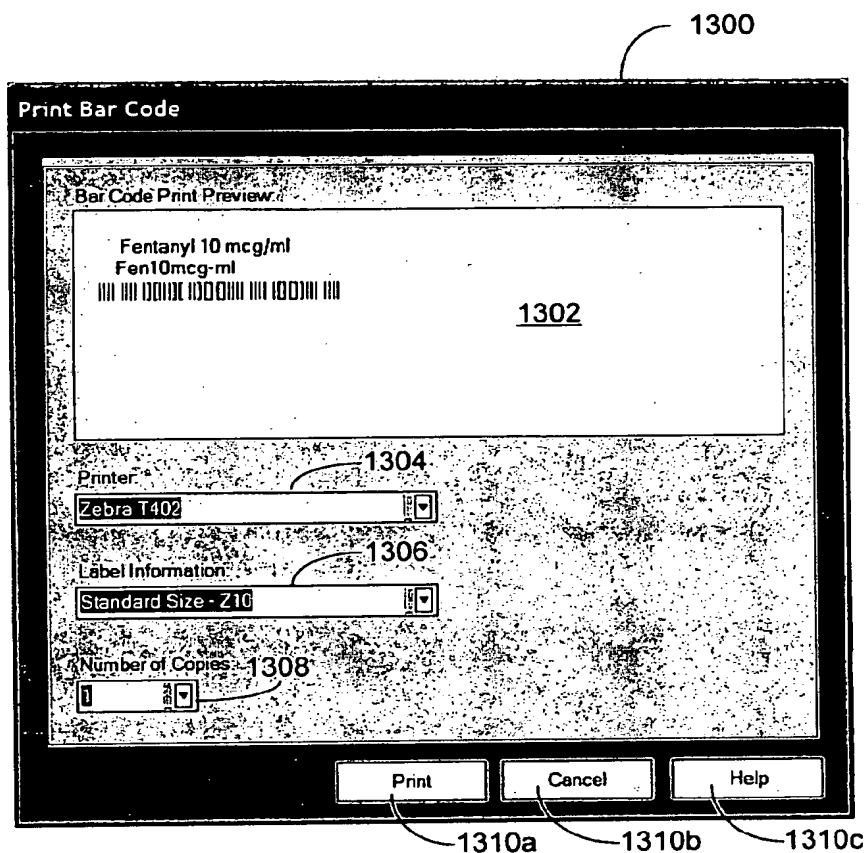 1300
Print Bar Code
Bar Code Print Preview:
Fentanyl 10 mcg/ml
Fen10mcg-ml
1302
1304
Printer:
Zebra T402
1306
Label Information:
Standard Size - Z10
Number of Copies: 1308
1
Print Cancel Help
1310a 1310b 1310c